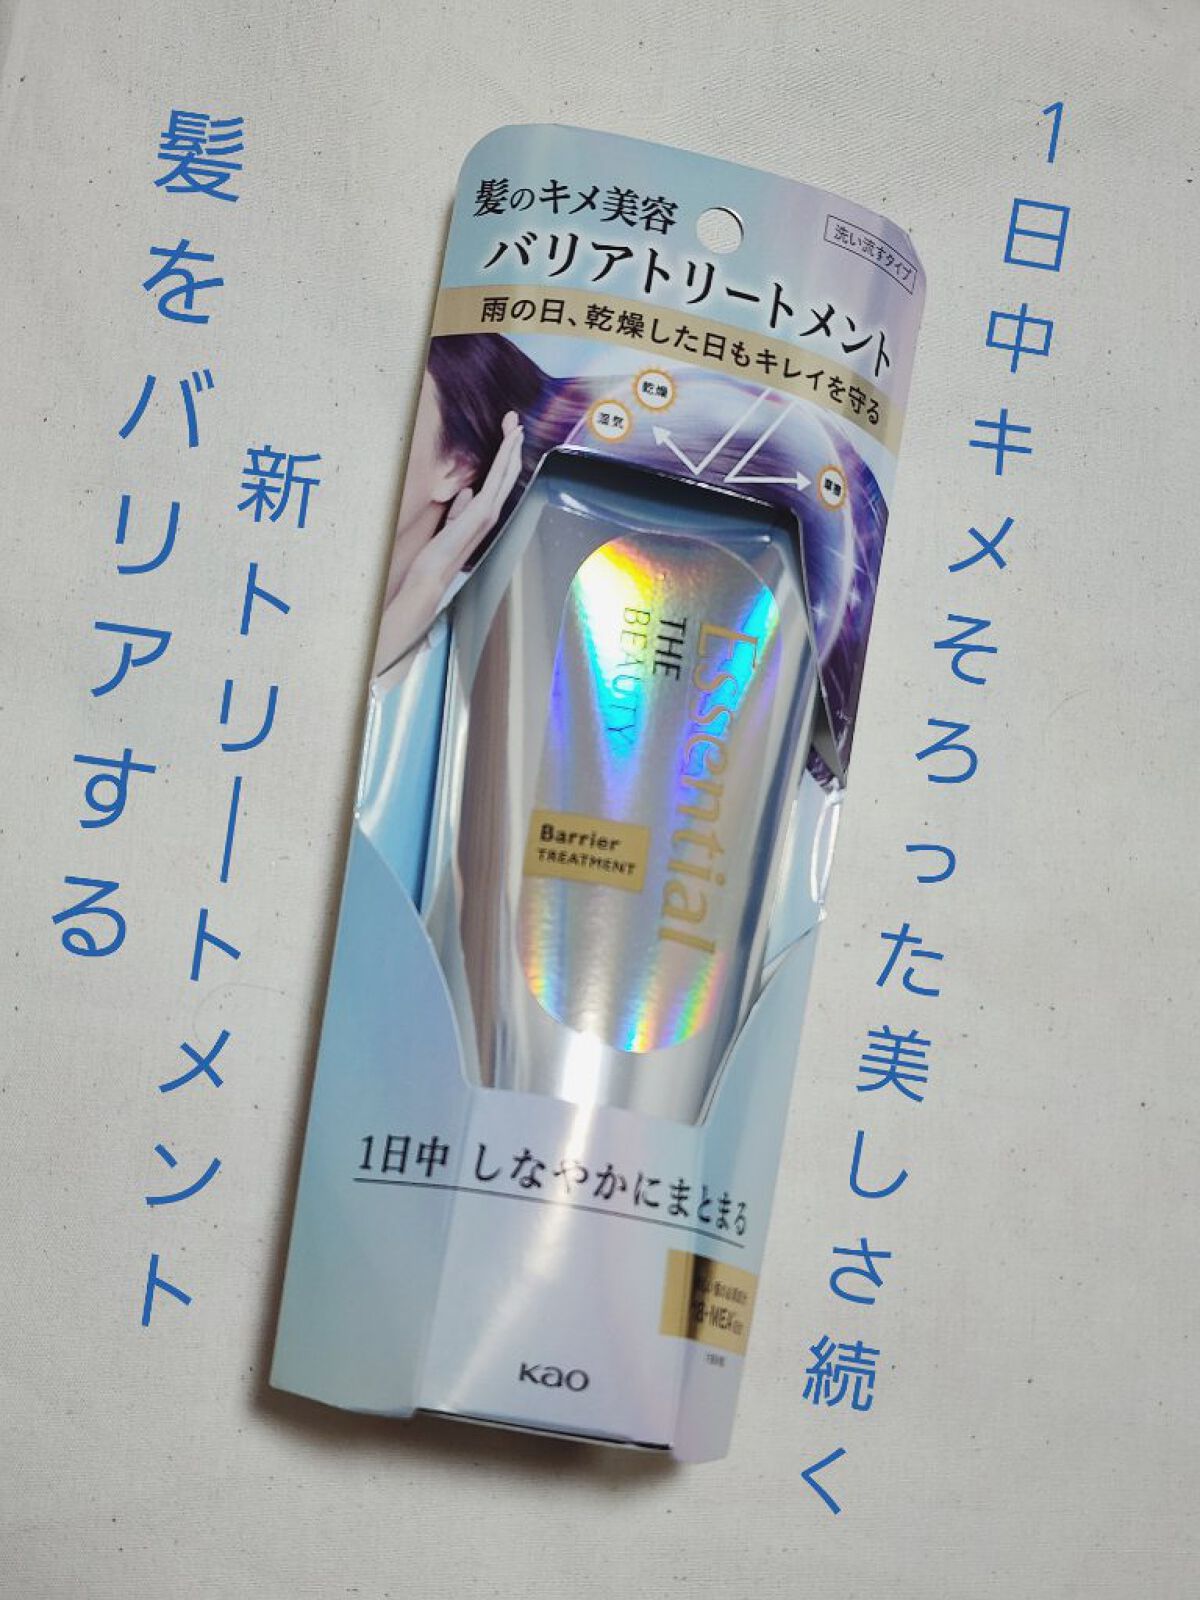 1日中キメそろった美しさ続く
髪をバリアする
新トリートメント
髪のキメ美容
洗い流すタイプ
バリアトリートメント
雨の日、乾燥した日もキレイを守る
乾燥
湿気
摩擦
Essential
THE
BEAUTY
Barrier
TREATMENT
1日中 しなやかにまとまる
Kao